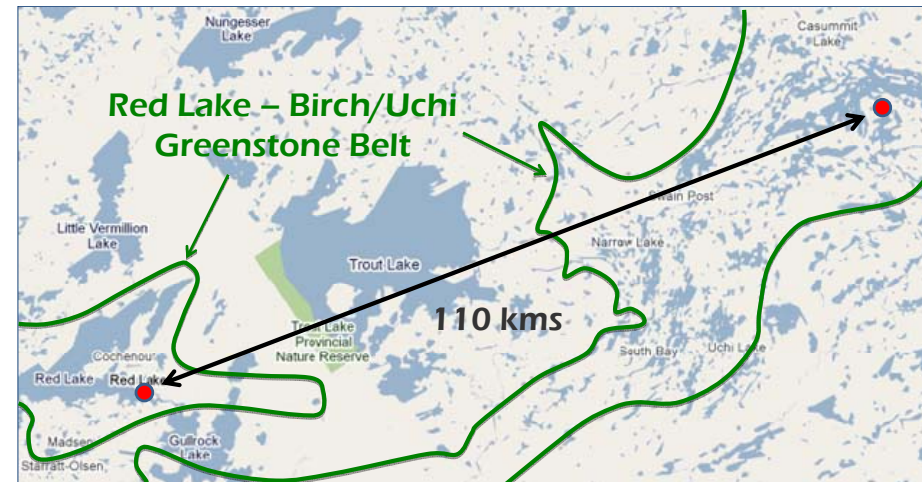 Nungesser
Lake
Casummit
Lake
Red Lake – Birch/Uchi
Greenstone Belt
Swain Post
Little Vermillion
Lake
Narrow Lake
Trout Lake
110 kms
Trout Lake
Provincial
Nature Reserve
South Bay
Uchi Lake
Cochenour
Red Lake
Red Lake
Madsen
Gullrock
Lake
Starratt-Olsen